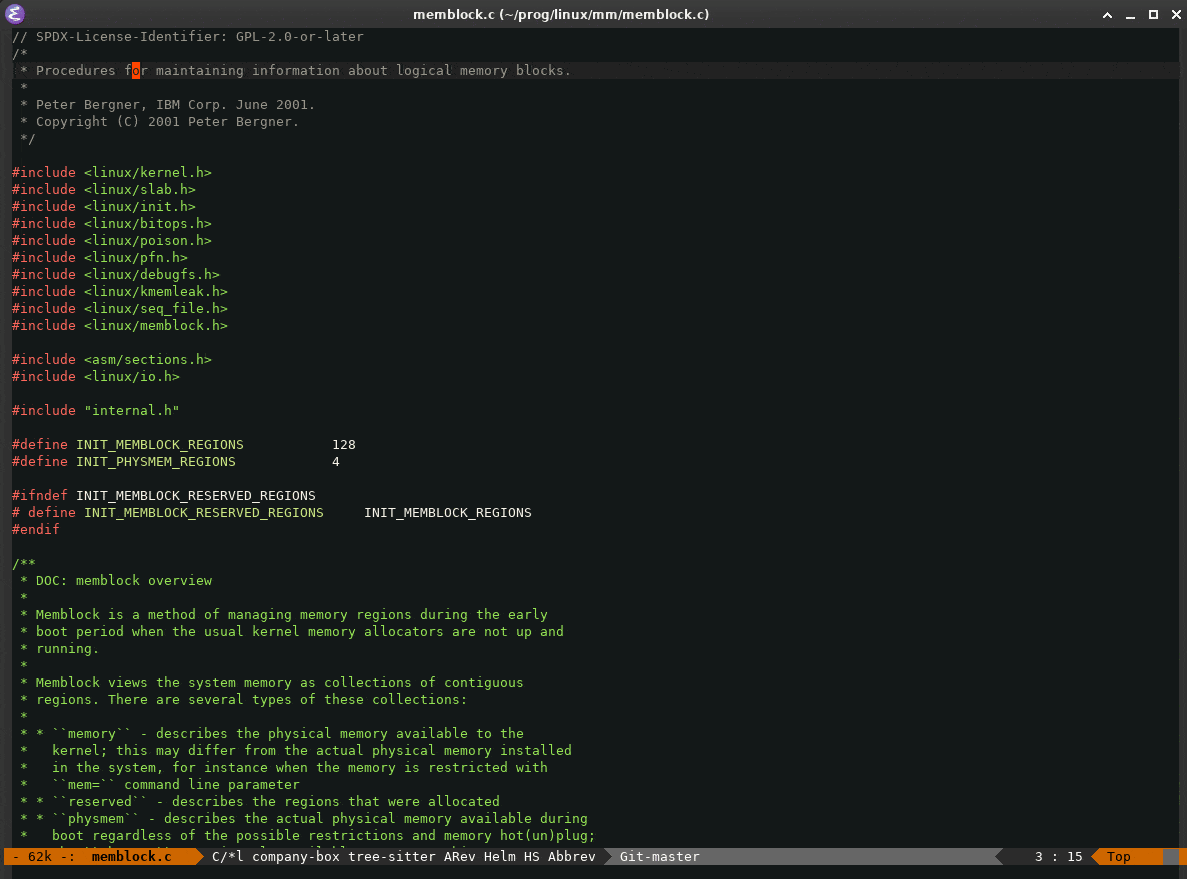 memblock.c (~/prog/linux/mm/memblock.c)
// SPDX-License-Identifier: GPL-2.0-or-later
/*
 * Procedures for maintaining information about logical memory blocks.
 *
 * Peter Bergner, IBM Corp. June 2001.
 * Copyright (C) 2001 Peter Bergner.
 */
#include <linux/kernel.h>
#include <linux/slab.h>
#include <linux/init.h>
#include <linux/bitops.h>
#include <linux/poison.h>
#include <linux/pfn.h>
#include <linux/debugfs.h>
#include <linux/kmemleak.h>
#include <linux/seq_file.h>
#include <linux/memblock.h>
#include <asm/sections.h>
#include <linux/io.h>
#include "internal.h"
#define INIT_MEMBLOCK_REGIONS           128
#define INIT_PHYSMEM_REGIONS            4
#ifndef INIT_MEMBLOCK_RESERVED_REGIONS
# define INIT_MEMBLOCK_RESERVED_REGIONS     INIT_MEMBLOCK_REGIONS
#endif
/**
 * DOC: memblock overview
 *
 * Memblock is a method of managing memory regions during the early
 * boot period when the usual kernel memory allocators are not up and
 * running.
 *
 * Memblock views the system memory as collections of contiguous
 * regions. There are several types of these collections:
 *
 * * ``memory`` - describes the physical memory available to the
 *   kernel; this may differ from the actual physical memory installed
 *   in the system, for instance when the memory is restricted with
 *   ``mem=`` command line parameter
 * * ``reserved`` - describes the regions that were allocated
 * * ``physmem`` - describes the actual physical memory available during
 *   boot regardless of the possible restrictions and memory hot(un)plug;
- 62k -:  memblock.c  C/*l company-box tree-sitter ARev Helm HS Abbrev  Git-master  3 : 15  Top